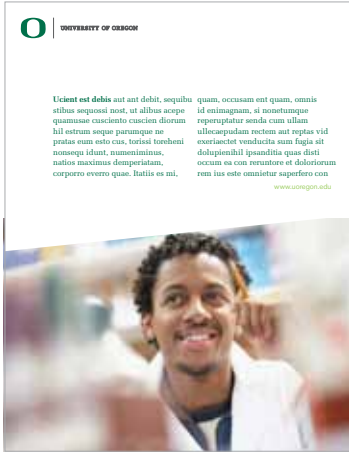 O
UNIVERSITY OF OREGON
Ucient est debis aut ant debit, sequibu
stibus sequossi nost, ut alibus acepe
quamusae cusciento cuscien diorum
hil estrum seque parumque ne
pratas eum esto cus, torissi toreheni
nonsequ idunt, numeniminus,
natios maximus demperiatam,
corporro everro quae. Itatiis es mi,
quam, occusam ent quam, omnis
id enimagnam, si nonetumque
reperuptatur senda cum ullam
ullecaepudam rectem aut reptas vid
exeriaectet venducita sum fugia sit
dolupienihil ipsanditia quas disti
occum ea con reruntore et doloriorum
rem ius este omnietur saperfero con
www.uoregon.edu